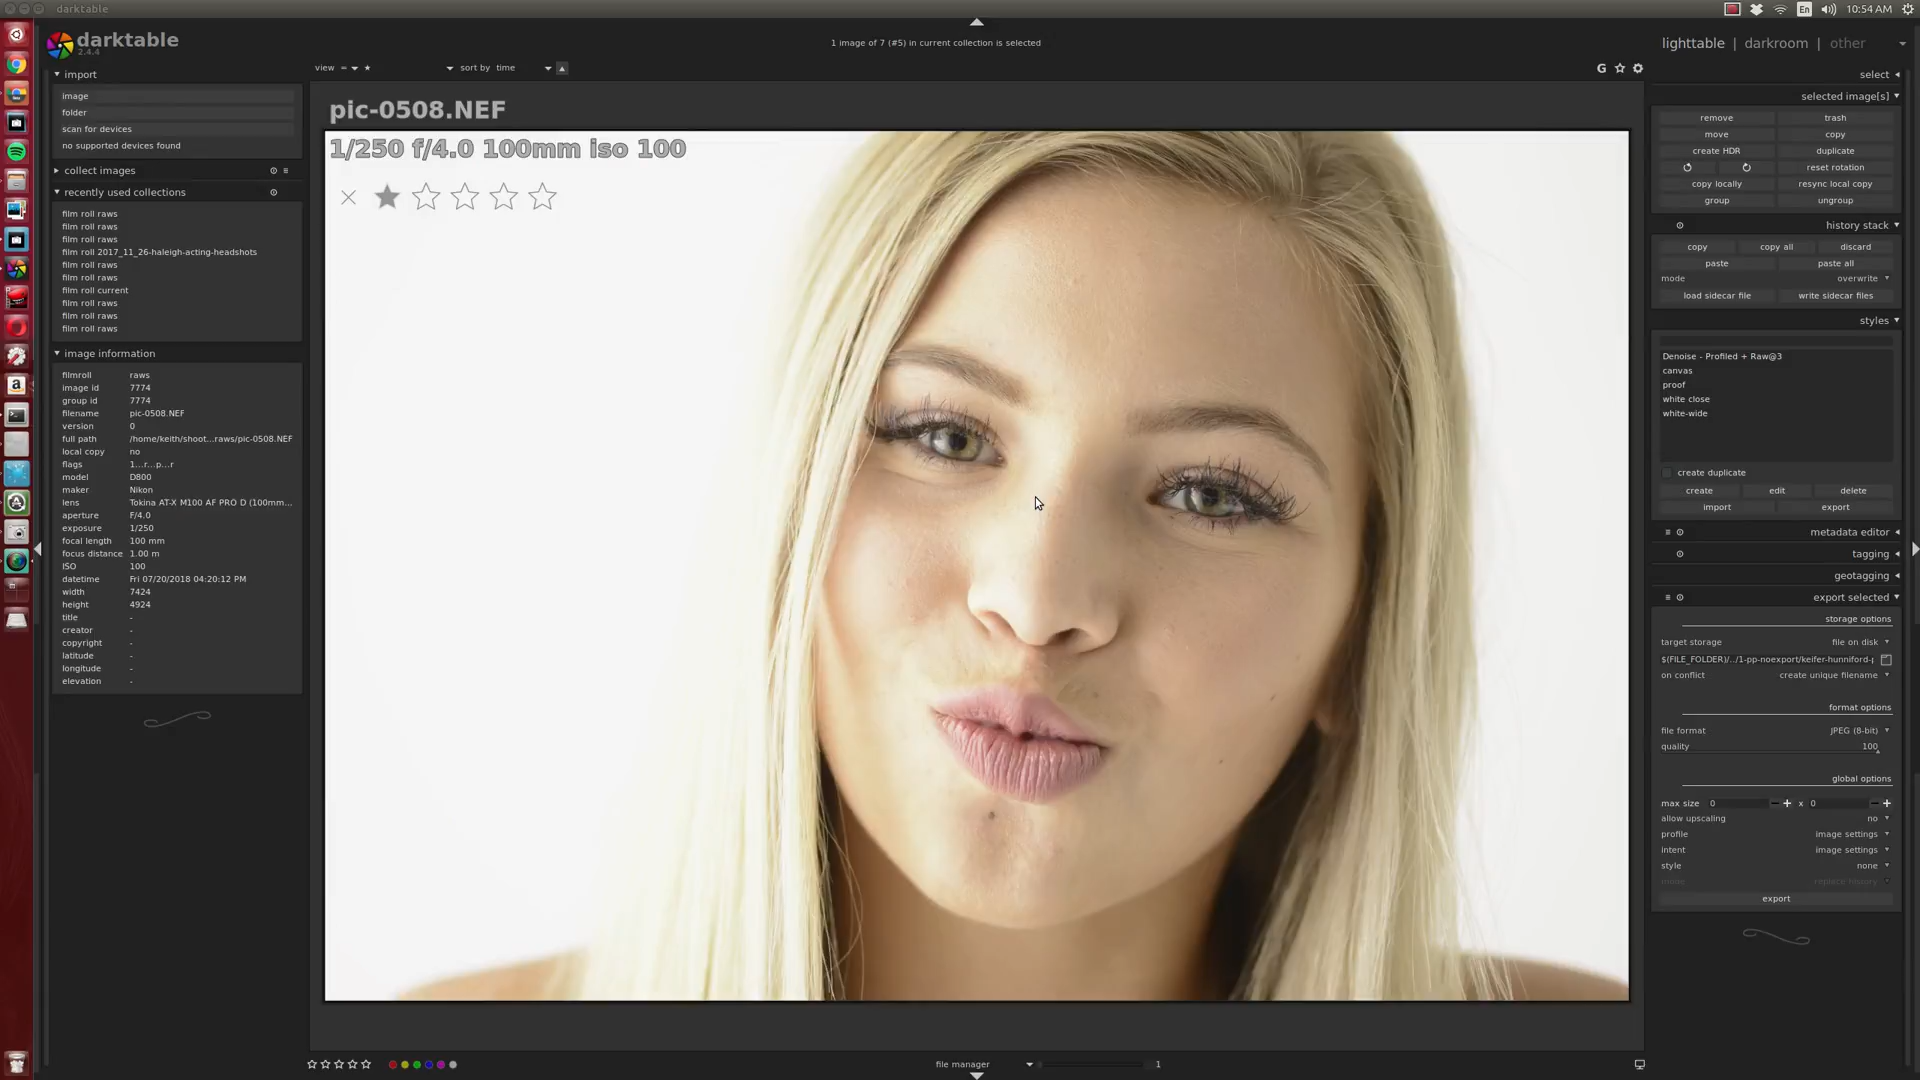 darktable
10:54 AM
En
darktable
2.4.4
1 image of 7 (#5) in current collection is selected
lighttable | darkroom | other
import
image
folder
scan for devices
no supported devices found
collect images
recently used collections
film roll raws
film roll raws
film roll raws
film roll 2017_11_26-haleigh-acting-headshots
film roll raws
film roll raws
film roll current
film roll raws
film roll raws
film roll raws
image information
filmroll raws
image id 7774
group id 7774
filename pic-0508.NEF
version 0
full path /home/keith/shoot...raws/pic-0508.NEF
local copy no
flags 1...r...p...r
model D800
maker Nikon
lens Tokina AT-X M100 AF PRO D (100mm...
aperture F/4.0
exposure 1/250
focal length 100 mm
focus distance 1.00 m
ISO 100
datetime Fri 07/20/2018 04:20:12 PM
width 7424
height 4924
title -
creator -
copyright -
latitude -
longitude -
elevation -
view
sort by time
G
pic-0508.NEF
1/250 f/4.0 100mm iso 100
file manager
1
select
selected image[s]
remove trash
move copy
create HDR duplicate
reset rotation
copy locally resync local copy
group ungroup
history stack
copy copy all discard
paste paste all
mode overwrite
load sidecar file write sidecar files
styles
Denoise - Profiled + Raw@3
canvas
proof
white close
white-wide
create duplicate
create edit delete
import export
metadata editor
tagging
geotagging
export selected
storage options
target storage file on disk
$(FILE_FOLDER)/../1-pp-noexport/keifer-hunniford-p
on conflict create unique filename
format options
file format JPEG (8-bit)
quality 100
global options
max size 0 x 0
allow upscaling no
profile image settings
intent image settings
style none
export